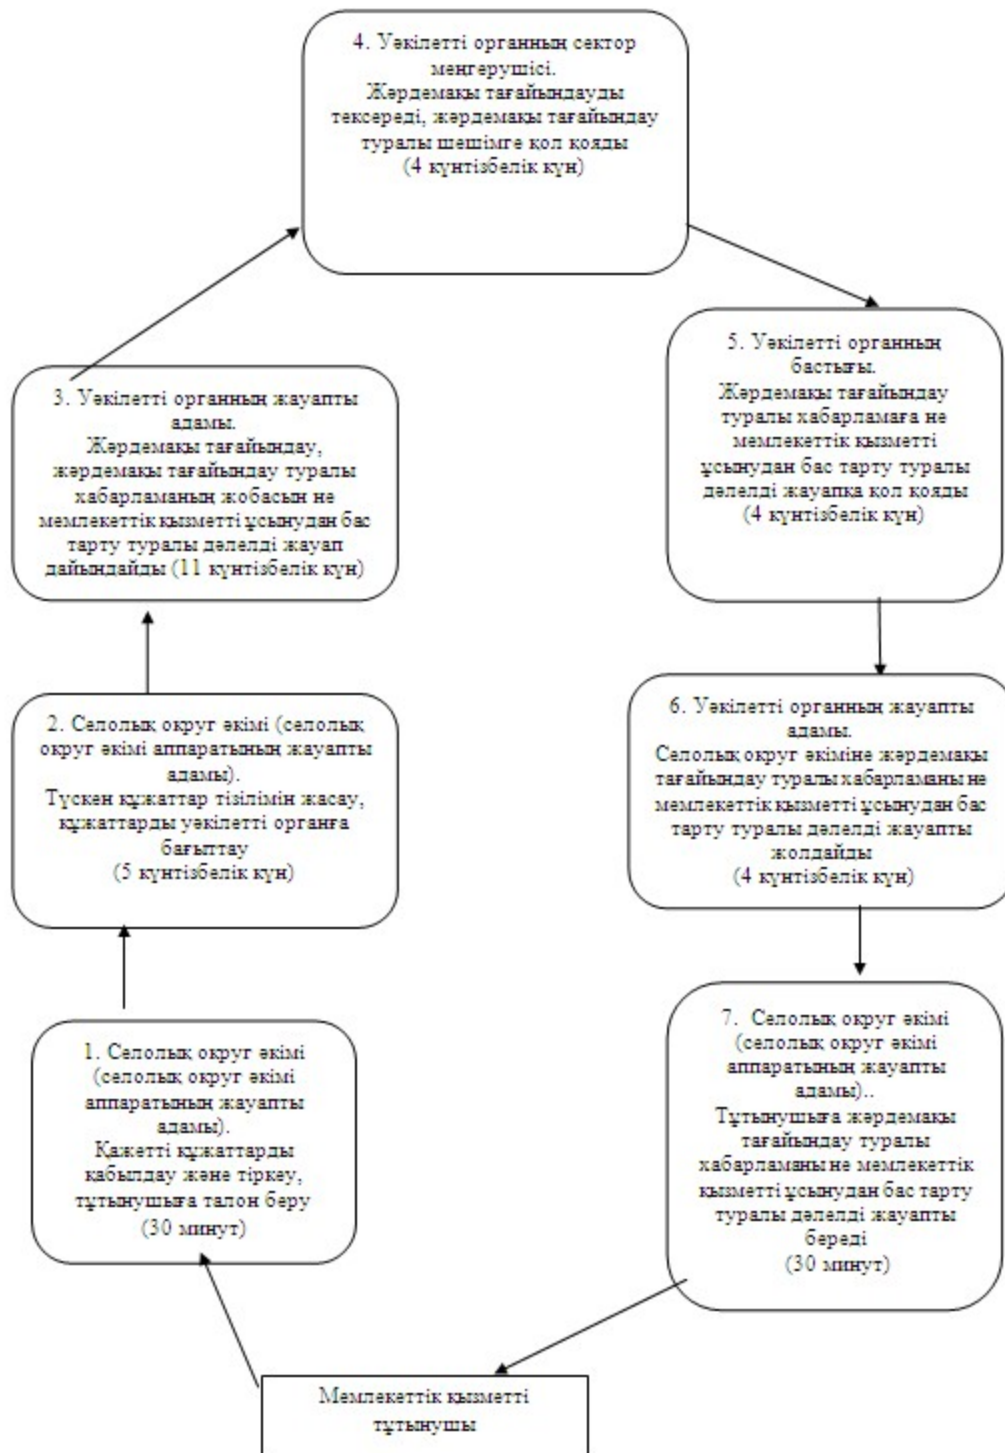 4. Уәкілетті органның сектор
меңгерушісі.
Жәрдемақы тағайындауды
тексереді, жәрдемақы тағайындау
туралы шешімге қол қояды
(4 күнтізбелік күн)
5. Уәкілетті органның
бастығы.
Жәрдемақы тағайындау
туралы хабарламаға не
мемлекеттік қызметті
ұсынудан бас тарту туралы
дәлелді жауапқа қол қояды
(4 күнтізбелік күн)
3. Уәкілетті органның жауапты
адамы.
Жәрдемақы тағайындау,
жәрдемақы тағайындау туралы
хабарламаның жобасын не
мемлекеттік қызметті ұсынудан бас
тарту туралы дәлелді жауап
дайындайды (11 күнтізбелік күн)
6. Уәкілетті органның жауапты
адамы.
Селолық округ әкіміне жәрдемақы
тағайындау туралы хабарламаны не
мемлекеттік қызметті ұсынудан бас
тарту туралы дәлелді жауапты
жолдайды
(4 күнтізбелік күн)
2. Селолық округ әкімі (селолық
округ әкімі аппаратының жауапты
адамы).
Түскен құжаттар тізілімін жасау,
құжаттарды уәкілетті органға
бағыттау
(5 күнтізбелік күн)
7. Селолық округ әкімі
(селолық округ әкімі
аппаратының жауапты
адамы)..
Тұтынушыға жәрдемақы
тағайындау туралы
хабарламаны не мемлекеттік
қызметті ұсынудан бас тарту
туралы дәлелді жауапты
береді
(30 минут)
1. Селолық округ әкімі
(селолық округ әкімі
аппаратының жауапты
адамы).
Қажетті құжаттарды
қабылдау және тіркеу,
тұтынушыға талон беру
(30 минут)
Мемлекеттік қызметті
тұтынушы